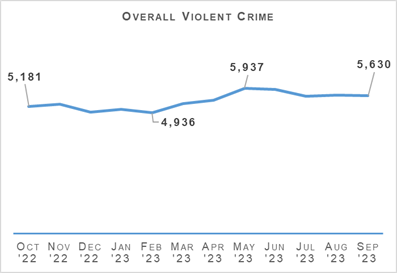 OVERALL VIOLENT CRIME
5,181
4,936
5,937
5,630
OCT NOV DEC JAN FEB MAR APR MAY JUN JUL AUG SEP
'22 '22 '22 '23 '23 '23 '23 '23 '23 '23 '23 '23